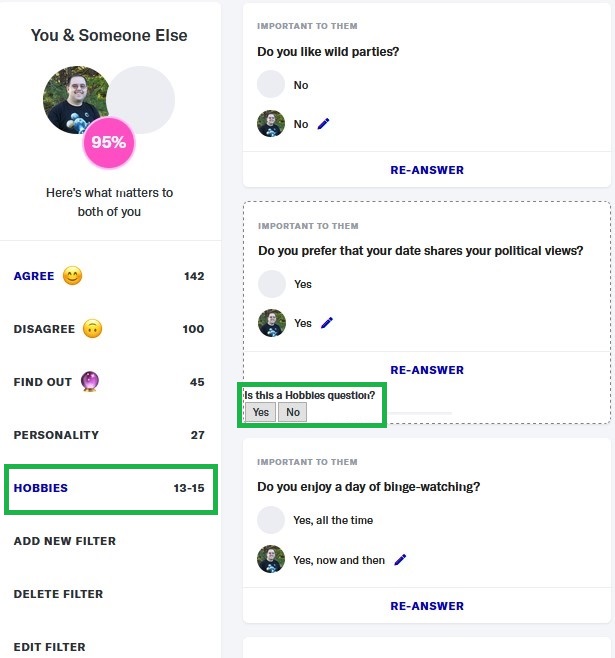 You & Someone Else
95%
Here's what matters to
both of you
AGREE 😊 142
DISAGREE 🙃 100
FIND OUT 🔮 45
PERSONALITY 27
HOBBIES 13-15
ADD NEW FILTER
DELETE FILTER
EDIT FILTER
IMPORTANT TO THEM
Do you like wild parties?
No
No
RE-ANSWER
IMPORTANT TO THEM
Do you prefer that your date shares your political views?
Yes
Yes
RE-ANSWER
Is this a Hobbies question?
Yes No
IMPORTANT TO THEM
Do you enjoy a day of binge-watching?
Yes, all the time
Yes, now and then
RE-ANSWER